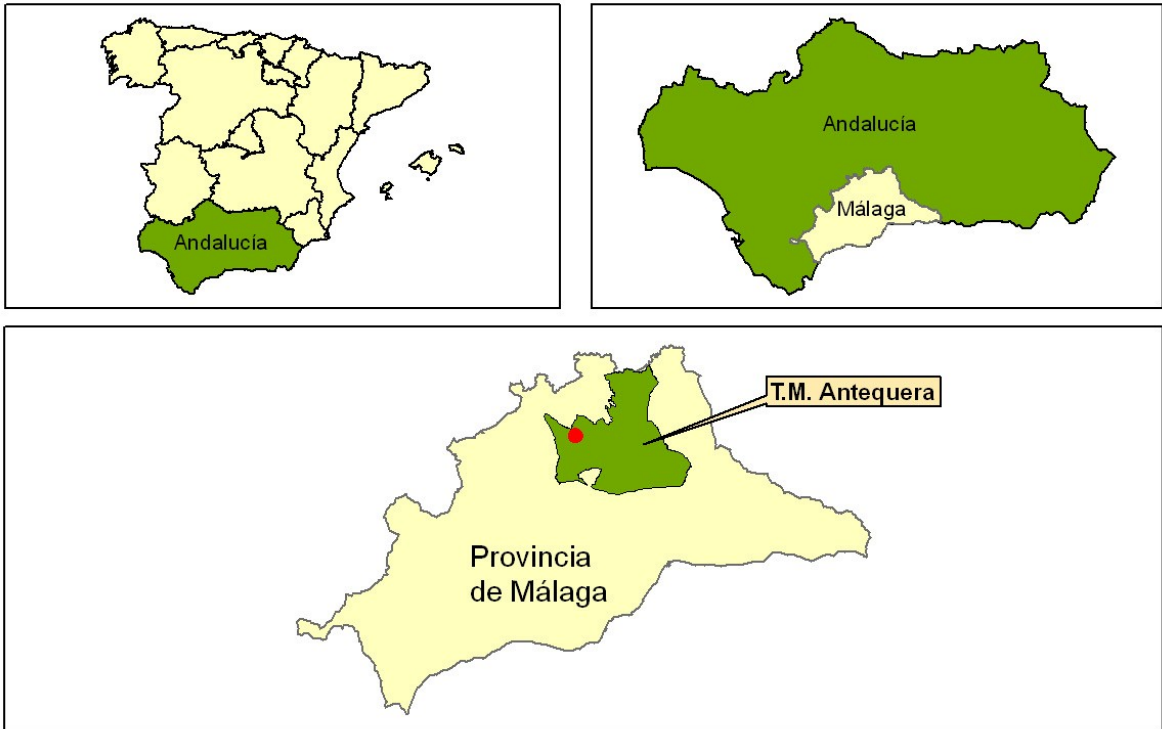 Andalucía
Andalucía
Málaga
T.M. Antequera
Provincia
de Málaga